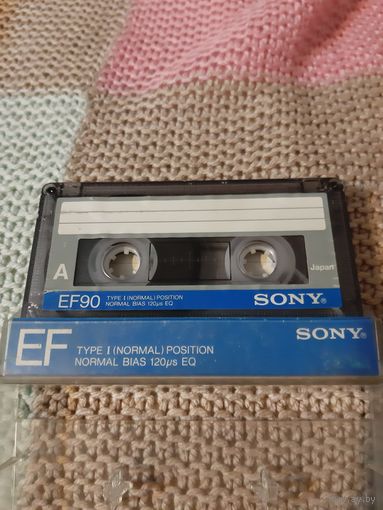 A
Japan
EF90 TYPE I (NORMAL) POSITION
NORMAL BIAS 120μs EQ
SONY®
EF TYPE I (NORMAL) POSITION
NORMAL BIAS 120μs EQ
SONY®